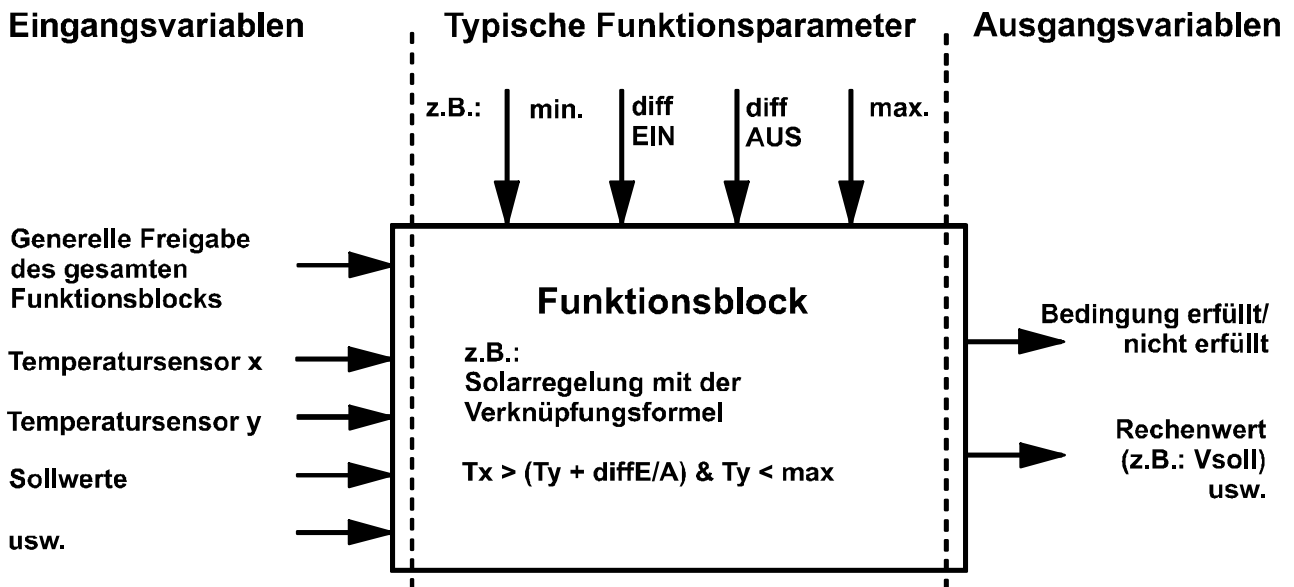 Eingangsvariablen
Typische Funktionsparameter
Ausgangsvariablen
z.B.:
min.
diff
EIN
diff
AUS
max.
Generelle Freigabe
des gesamten
Funktionsblocks
Temperatursensor x
Temperatursensor y
Sollwerte
usw.
Funktionsblock
z.B.:
Solarregelung mit der
Verknüpfungsformel
Tx > (Ty + diffE/A) & Ty < max
Bedingung erfüllt/
nicht erfüllt
Rechenwert
(z.B.: Vsoll)
usw.